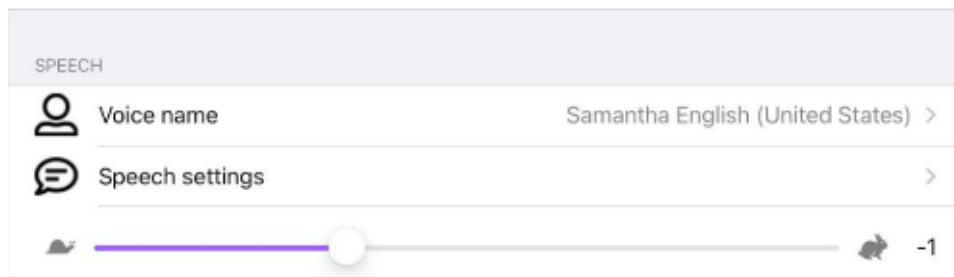 SPEECH
Voice name Samantha English (United States)
Speech settings
-1